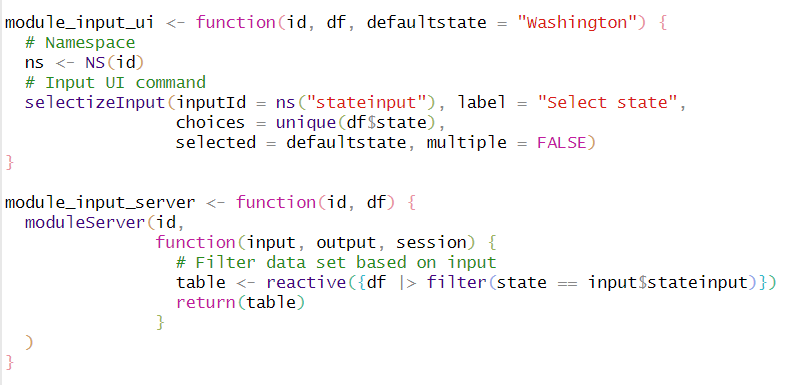 module_input_ui <- function(id, df, defaultstate = "Washington") {
  # Namespace
  ns <- NS(id)
  # Input UI command
  selectizeInput(inputId = ns("stateinput"), label = "Select state",
                 choices = unique(df$state),
                 selected = defaultstate, multiple = FALSE)
}

module_input_server <- function(id, df) {
  moduleServer(id,
               function(input, output, session) {
                 # Filter data set based on input
                 table <- reactive({df |> filter(state == input$stateinput)})
                 return(table)
               }
  )
}